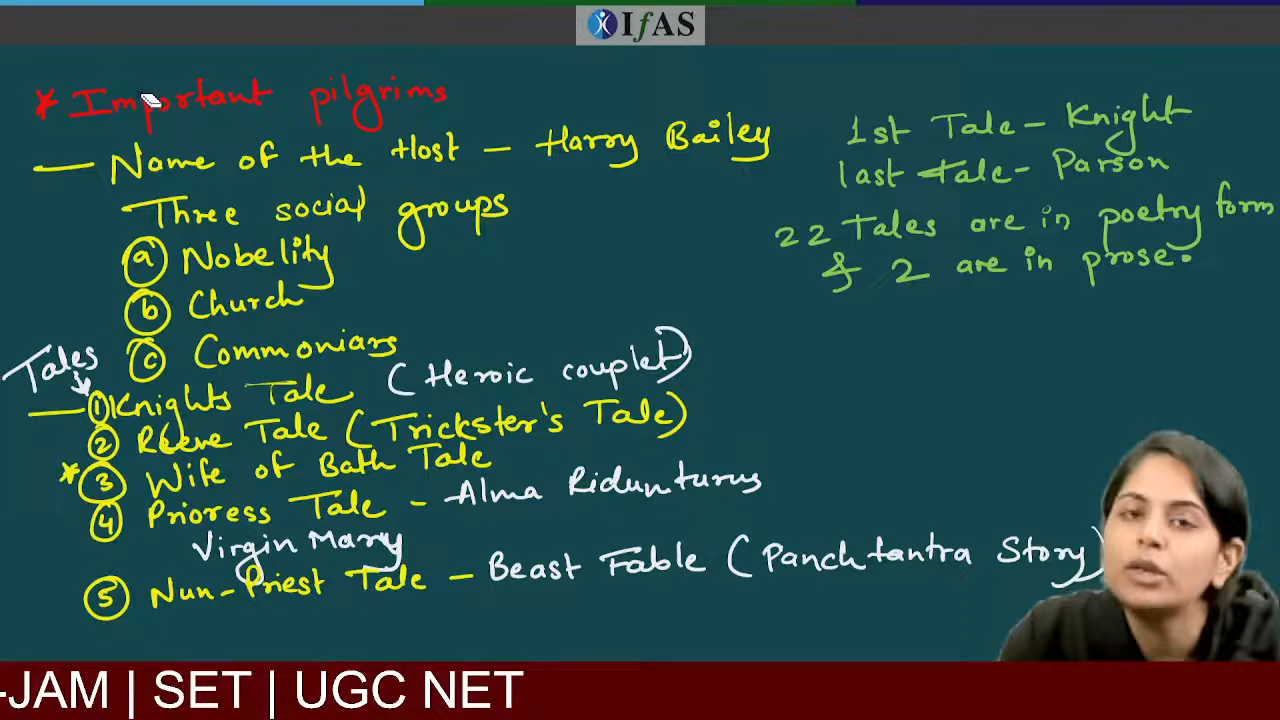 IfAS
* Important pilgrims
— Name of the Host - Harry Bailey
Three social groups
a Nobelity
b Church
c Commoniars
Tales
1 Knights Tale (Heroic couplet)
2 Reeve Tale (Trickster's Tale)
* 3 Wife of Bath Tale
4 Prioress Tale - Alma Ridunturus
Virgin Mary
5 Nun-Priest Tale - Beast Fable (Panchtantra Story)
1st Tale - Knight
last Tale - Parson
22 Tales are in poetry form
& 2 are in prose.
-JAM | SET | UGC NET